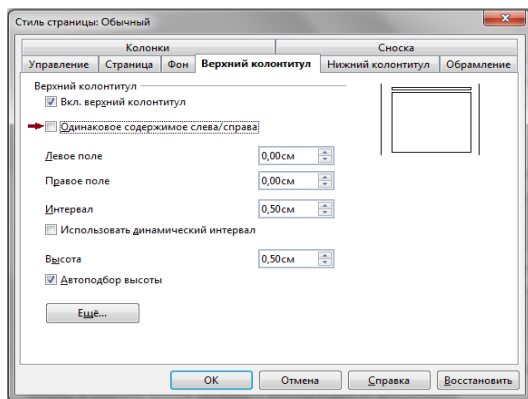 Стиль страницы: Обычный
Колонки Сноска
Управление Страница Фон Верхний колонтитул Нижний колонтитул Обрамление
Верхний колонтитул
Вкл. верхний колонтитул
Одинаковое содержимое слева/справа
Левое поле 0,00см
Правое поле 0,00см
Интервал 0,50см
Использовать динамический интервал
Высота 0,50см
Автоподбор высоты
Ещё...
ОК Отмена Справка Восстановить